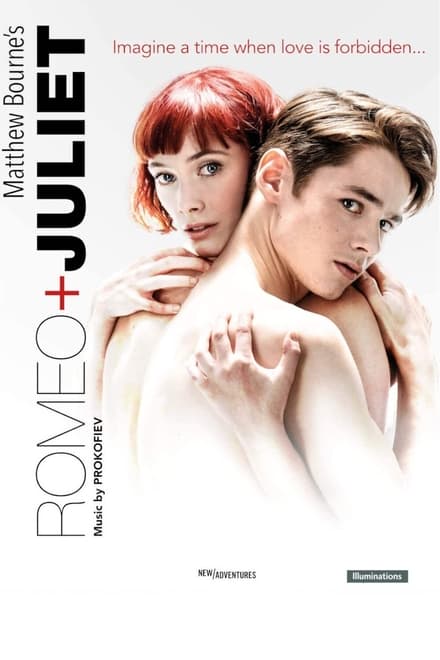 Matthew Bourne's
ROMEO+JULIET
Music by PROKOFIEV
Imagine a time when love is forbidden...
NEW/ADVENTURES
Illuminations